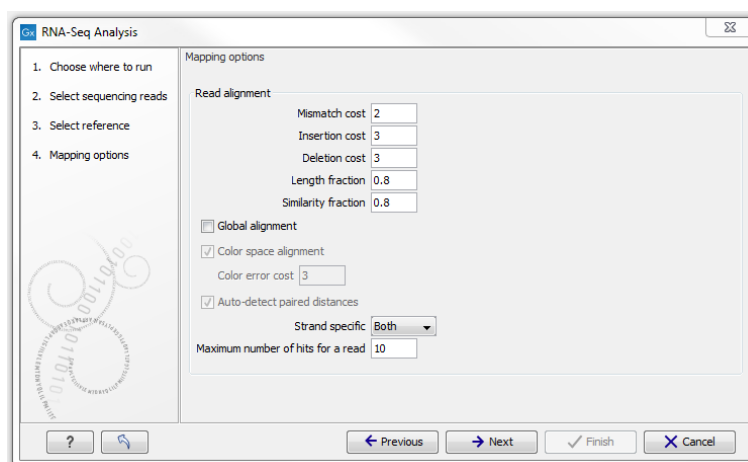 Gx RNA-Seq Analysis
1. Choose where to run
2. Select sequencing reads
3. Select reference
4. Mapping options
Mapping options
Read alignment
Mismatch cost 2
Insertion cost 3
Deletion cost 3
Length fraction 0.8
Similarity fraction 0.8
Global alignment
Color space alignment
Color error cost 3
Auto-detect paired distances
Strand specific Both
Maximum number of hits for a read 10
? Previous Next Finish Cancel